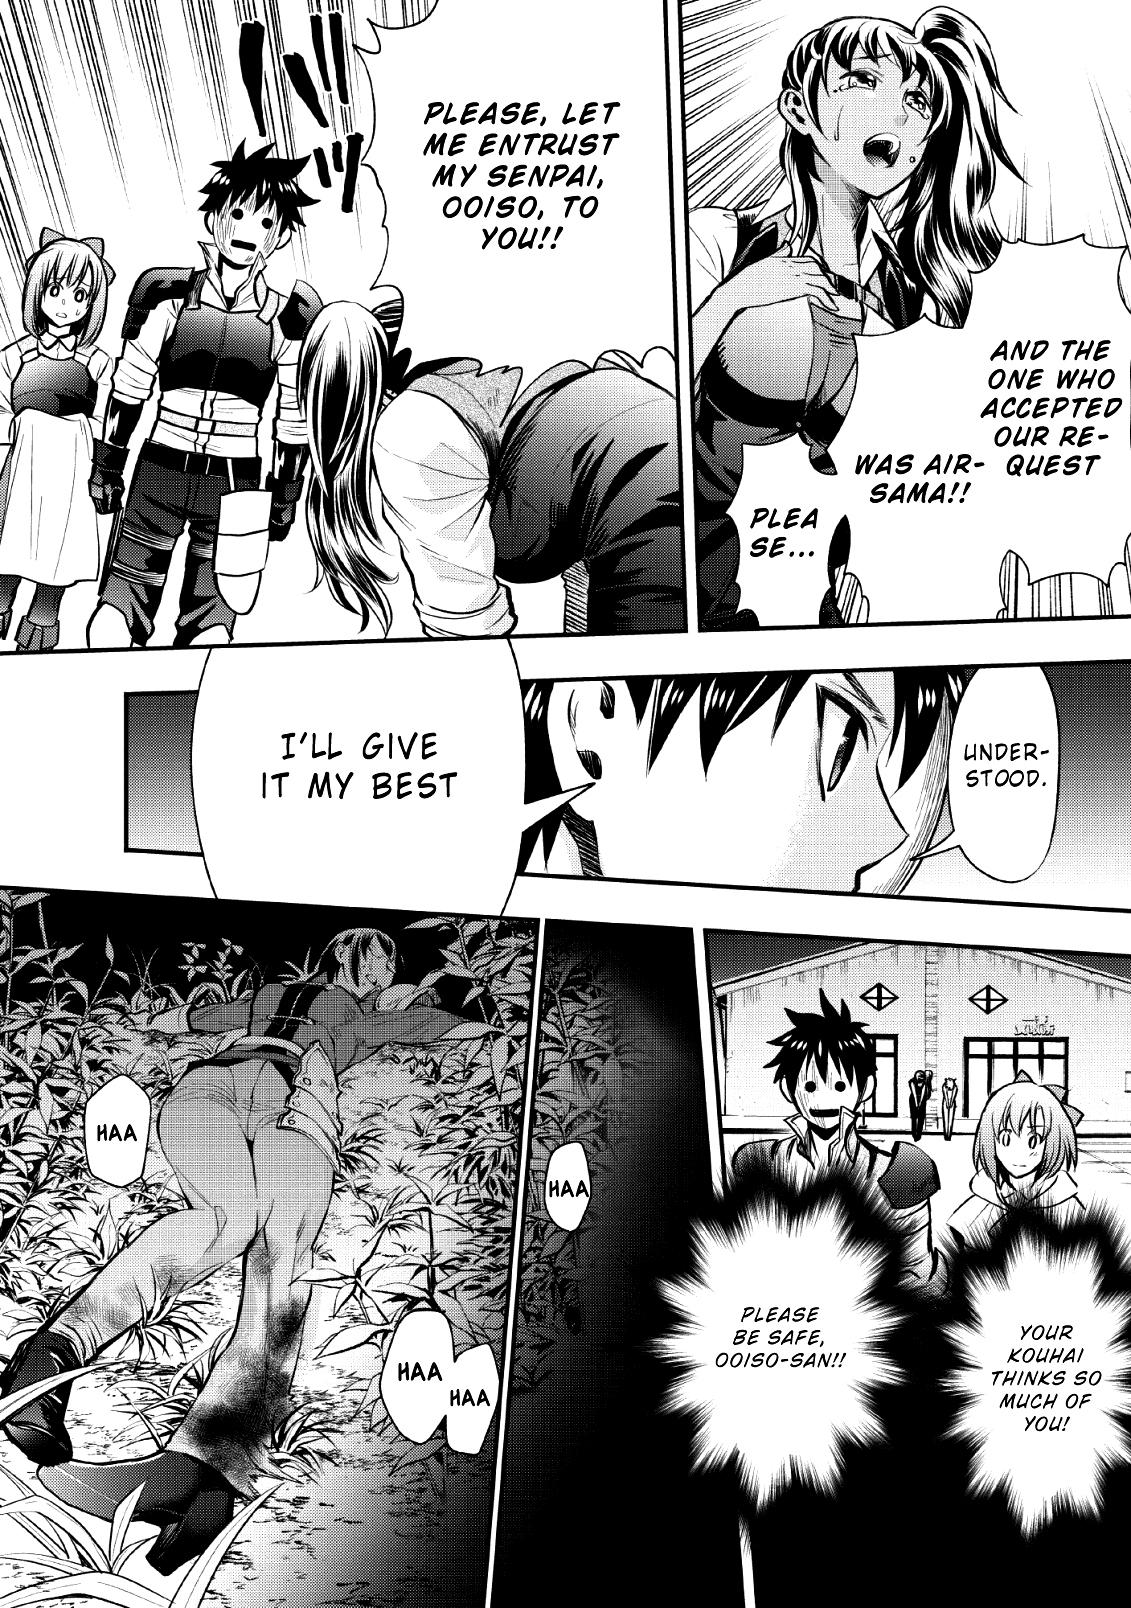 AND THE
ONE WHO
ACCEPTED
OUR RE-
QUEST
WAS AIR-
SAMA!!
PLEA
SE...
PLEASE, LET
ME ENTRUST
MY SENPAI,
OOISO, TO
YOU!!
UNDER-
STOOD.
I'LL GIVE
IT MY BEST
YOUR
KOUHAI
THINKS SO
MUCH OF
YOU!
PLEASE
BE SAFE,
OOISO-SAN!!
HAA
HAA
HAA
HAA